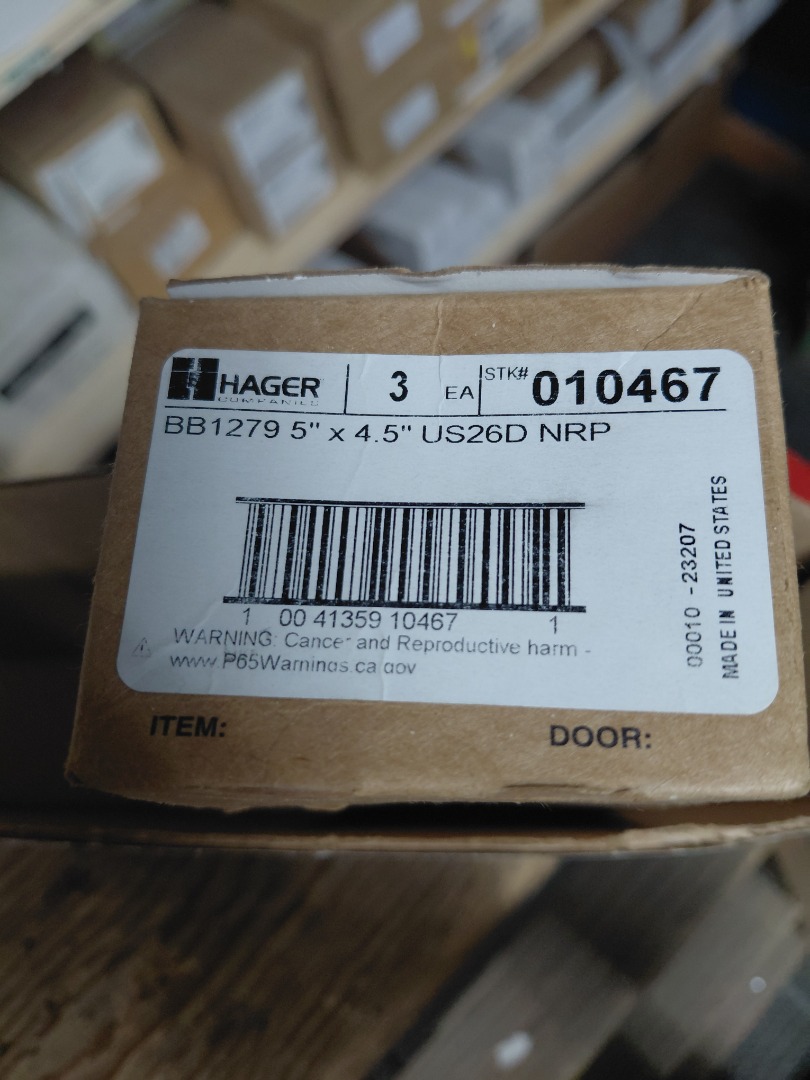 HAGER
COMPANIES
3 EA
STK# 010467
BB1279 5" x 4.5" US26D NRP
1 00 41359 10467 1
WARNING: Cancer and Reproductive harm -
www.P65Warnings.ca.gov
00010 -23207
MADE IN UNITED STATES
ITEM:
DOOR: